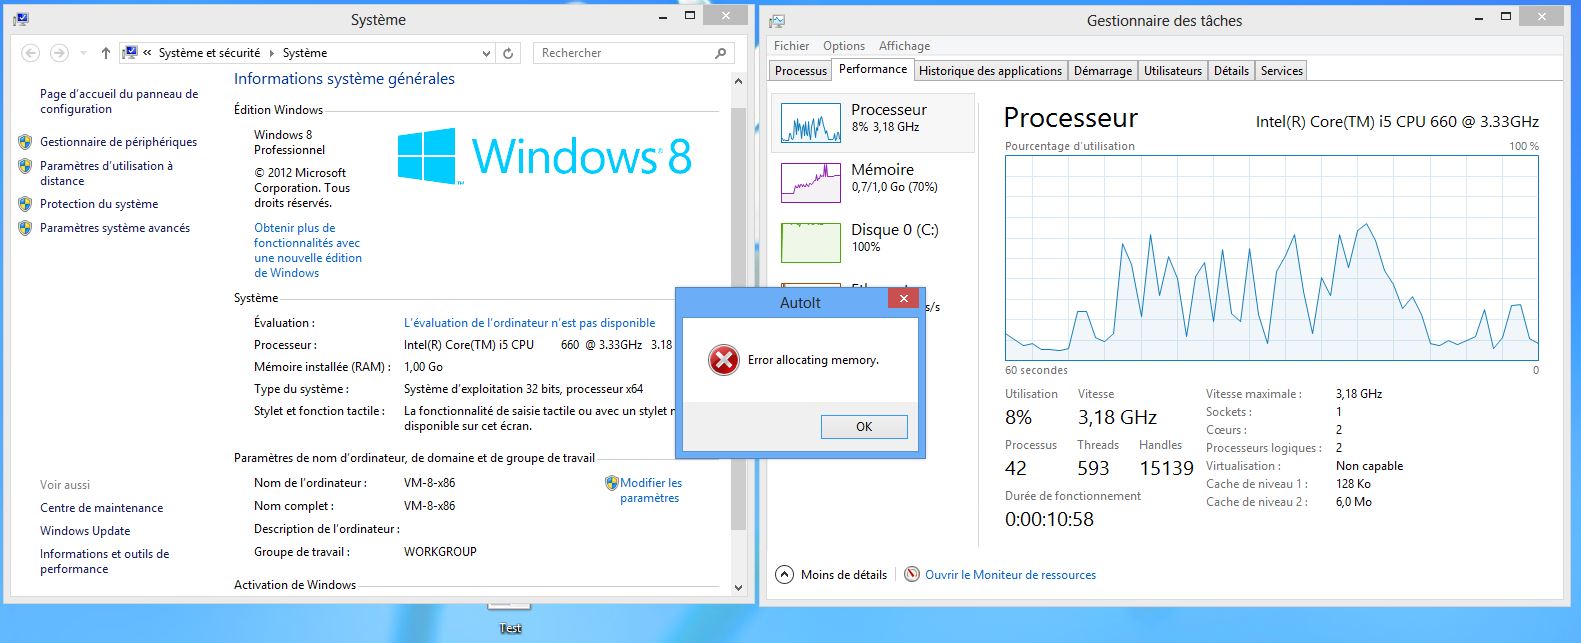 Système
« Système et sécurité Système
Rechercher
Page d'accueil du panneau de
configuration
Gestionnaire de périphériques
Paramètres d'utilisation à
distance
Protection du système
Paramètres système avancés
Voir aussi
Centre de maintenance
Windows Update
Informations et outils de
performance
Informations système générales
Édition Windows
Windows 8
Professionnel
© 2012 Microsoft
Corporation. Tous
droits réservés.
Obtenir plus de
fonctionnalités avec
une nouvelle édition
de Windows
Windows 8
Système
Évaluation : L'évaluation de l'ordinateur n'est pas disponible
Processeur : Intel(R) Core(TM) i5 CPU 660 @ 3.33GHz 3.18
Mémoire installée (RAM) : 1,00 Go
Type du système : Système d'exploitation 32 bits, processeur x64
Stylet et fonction tactile : La fonctionnalité de saisie tactile ou avec un stylet
disponible sur cet écran.
Paramètres de nom d'ordinateur, de domaine et de groupe de travail
Nom de l'ordinateur : VM-8-x86
Modifier les
paramètres
Nom complet : VM-8-x86
Description de l'ordinateur :
Groupe de travail : WORKGROUP
Activation de Windows
AutoIt
Error allocating memory.
OK
Gestionnaire des tâches
Fichier Options Affichage
Processus Performance Historique des applications Démarrage Utilisateurs Détails Services
Processeur
8% 3,18 GHz
Mémoire
0,7/1,0 Go (70%)
Disque 0 (C:)
100%
Processeur Intel(R) Core(TM) i5 CPU 660 @ 3.33GHz
Pourcentage d'utilisation 100 %
60 secondes 0
Utilisation Vitesse
8% 3,18 GHz
Processus Threads Handles
42 593 15139
Durée de fonctionnement
0:00:10:58
Vitesse maximale : 3,18 GHz
Sockets : 1
Cœurs : 2
Processeurs logiques : 2
Virtualisation : Non capable
Cache de niveau 1 : 128 Ko
Cache de niveau 2 : 6,0 Mo
Moins de détails Ouvrir le Moniteur de ressources
Test